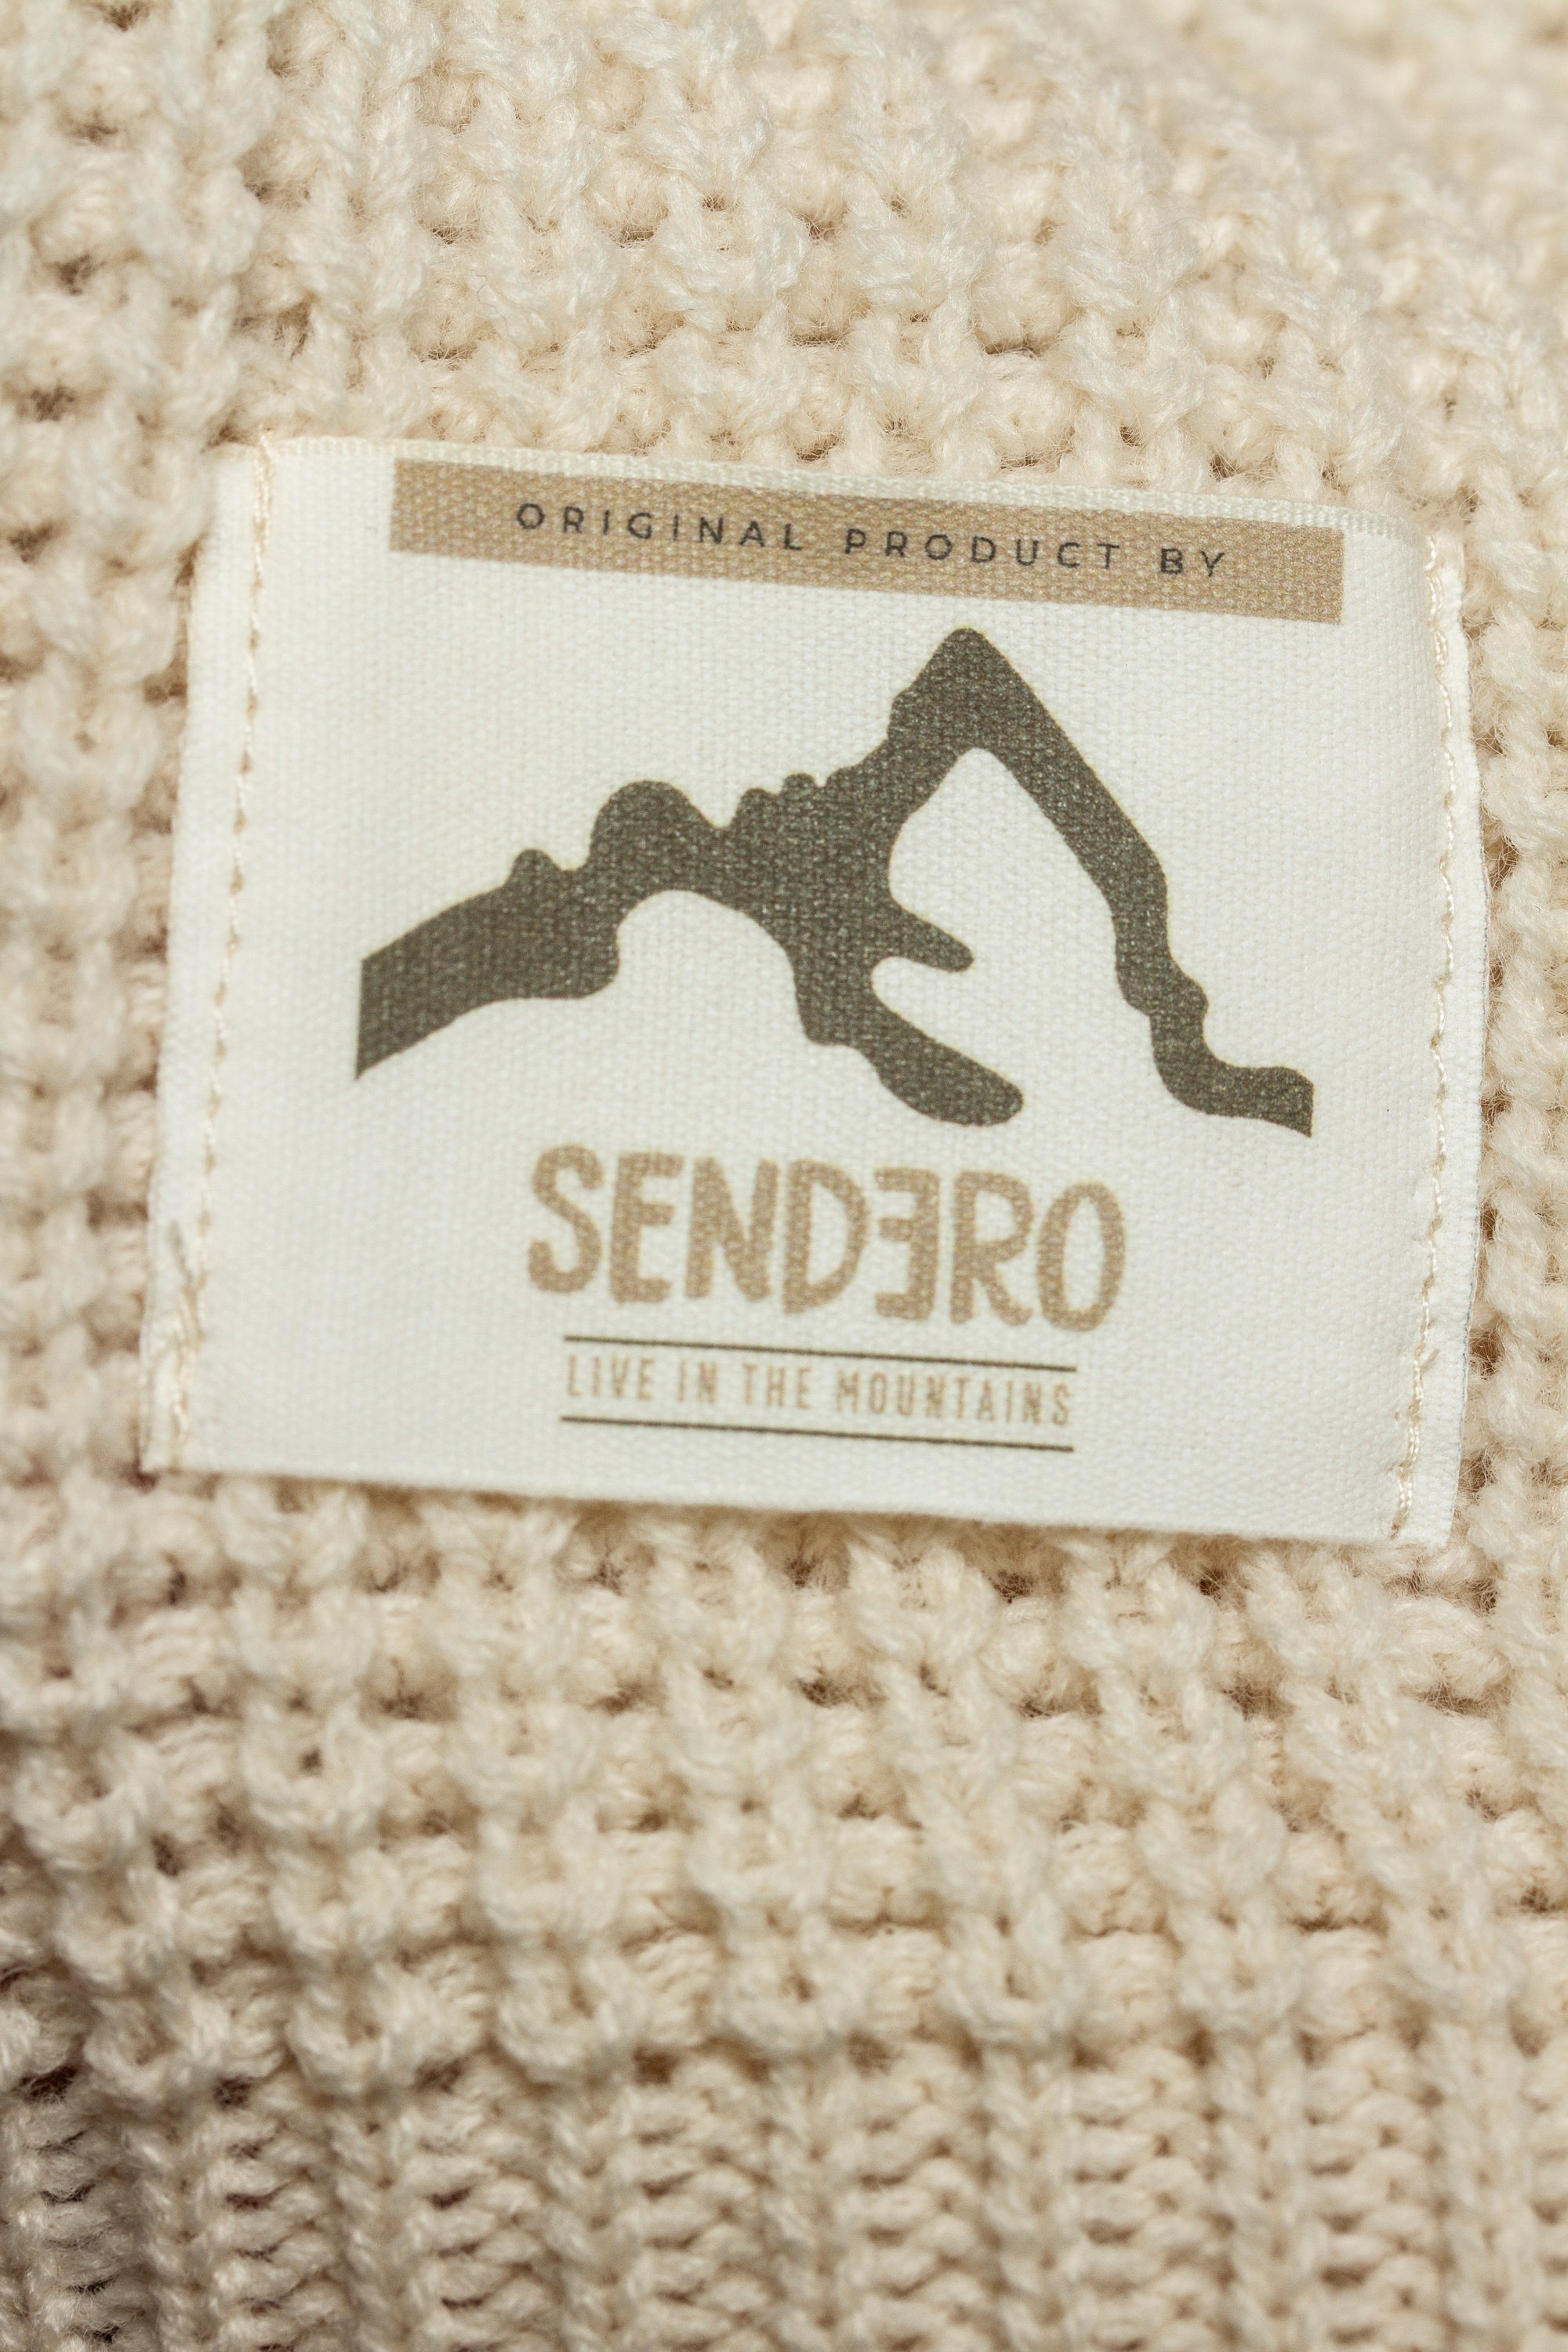 ORIGINAL PRODUCT BY
SENDERO
LIVE IN THE MOUNTAINS